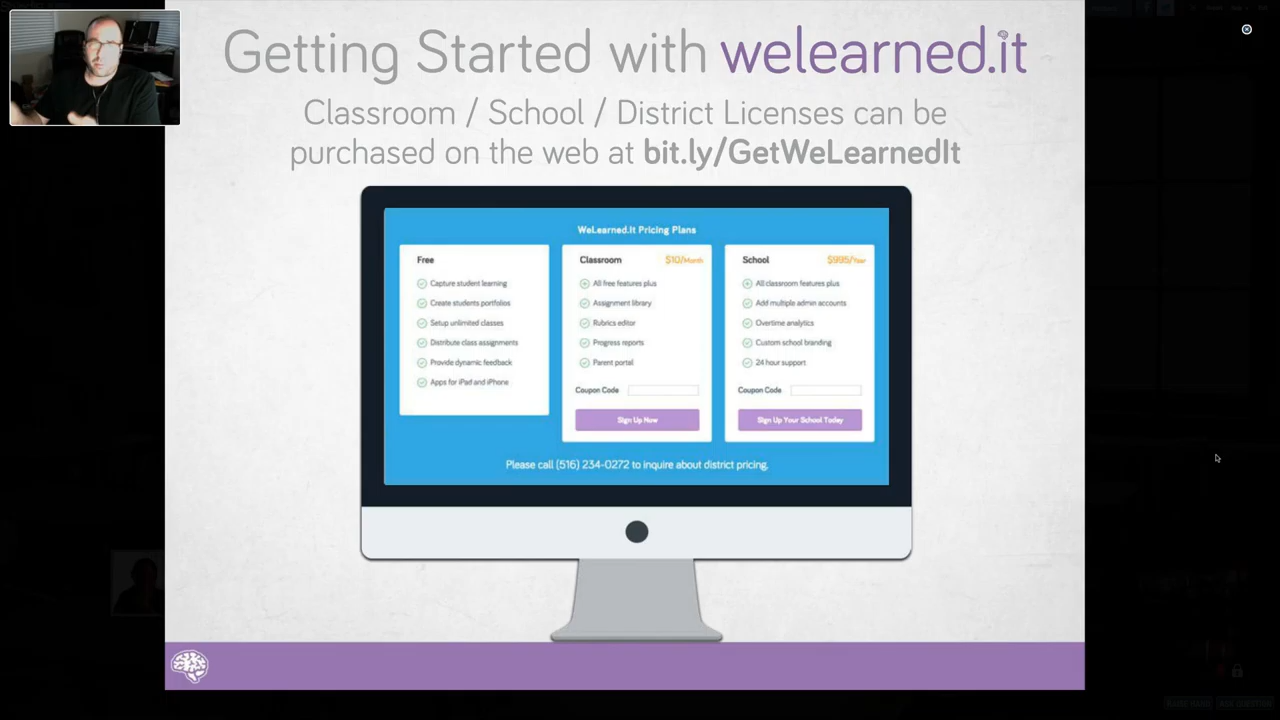 Getting Started with welearned.it
Classroom / School / District Licenses can be
purchased on the web at bit.ly/GetWeLearnedIt
WeLearned.It Pricing Plans
Free
Capture student learning
Create students portfolios
Setup unlimited classes
Distribute class assignments
Provide dynamic feedback
Apps for iPad and iPhone
Classroom $10/Month
All free features plus
Assignment library
Rubrics editor
Progress reports
Parent portal
Coupon Code
Sign Up Now
School $995/Year
All classroom features plus
Add multiple admin accounts
Overtime analytics
Custom school branding
24 hour support
Coupon Code
Sign Up Your School Today
Please call (516) 234-0272 to inquire about district pricing.